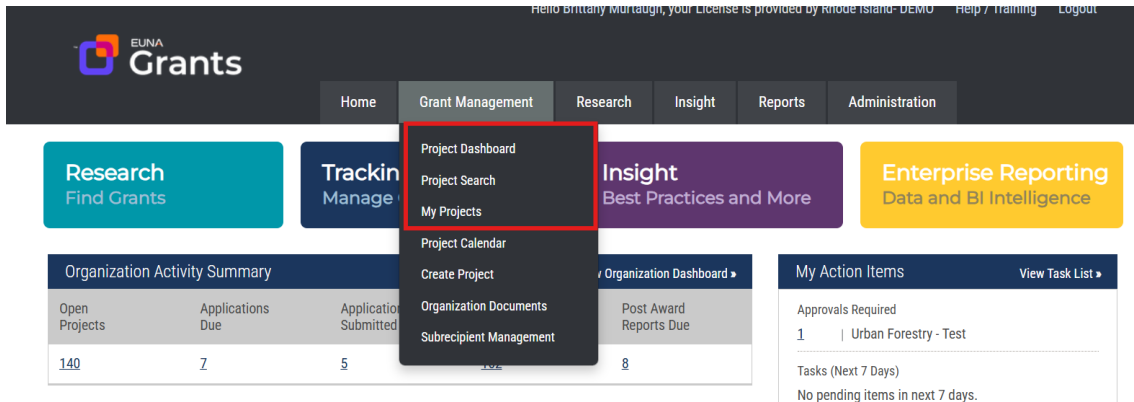 Hello Brittany Murtaugh, your License is provided by Rhode Island- DEMO Help / Training Logout
EUNA
Grants
Home Grant Management Research Insight Reports Administration
Project Dashboard
Project Search
My Projects
Project Calendar
Create Project
Organization Documents
Subrecipient Management
Research
Find Grants
Trackin
Manage
Insight
Best Practices and More
Enterprise Reporting
Data and BI Intelligence
Organization Activity Summary Organization Dashboard »
Open Projects
Applications Due
Application Submitted
Post Award Reports Due
140 7 5 8
My Action Items View Task List »
Approvals Required
1 | Urban Forestry - Test
Tasks (Next 7 Days)
No pending items in next 7 days.